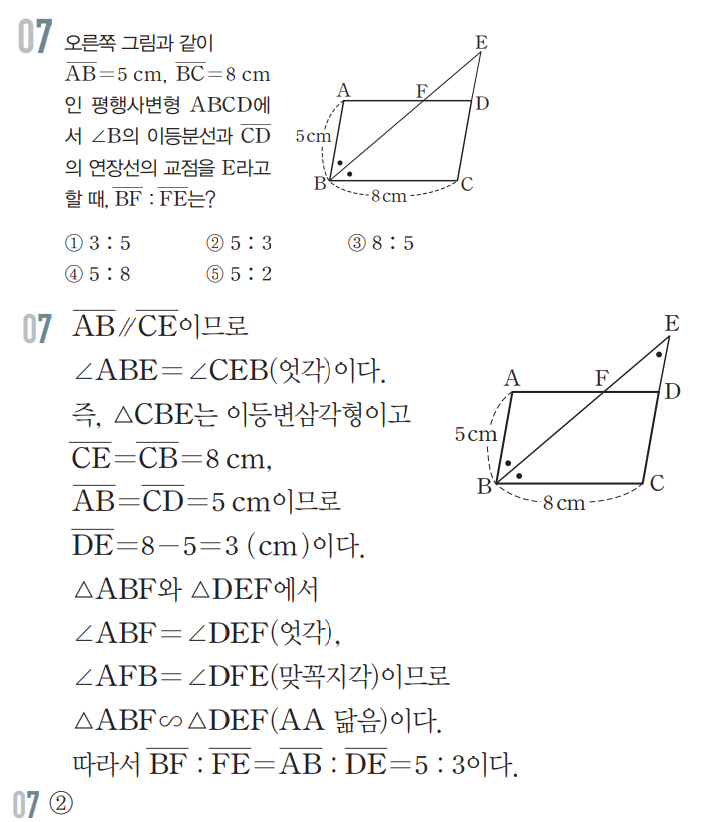 07 오른쪽 그림과 같이
AB=5 cm, BC=8 cm
인 평행사변형 ABCD에
서 ∠B의 이등분선과 CD
의 연장선의 교점을 E라고
할 때, BF : FE는?
E
A
F
D
5cm
B
C
8cm
① 3 : 5 ② 5 : 3 ③ 8 : 5
④ 5 : 8 ⑤ 5 : 2
07 AB∥CE이므로
∠ABE=∠CEB(엇각)이다.
즉, △CBE는 이등변삼각형이고
CE=CB=8 cm,
AB=CD=5 cm이므로
DE=8-5=3 (cm)이다.
△ABF와 △DEF에서
∠ABF=∠DEF(엇각),
∠AFB=∠DFE(맞꼭지각)이므로
△ABF∽△DEF(AA 닮음)이다.
따라서 BF : FE=AB : DE=5 : 3이다.
E
A
F
D
5cm
B
C
8cm
07 ②